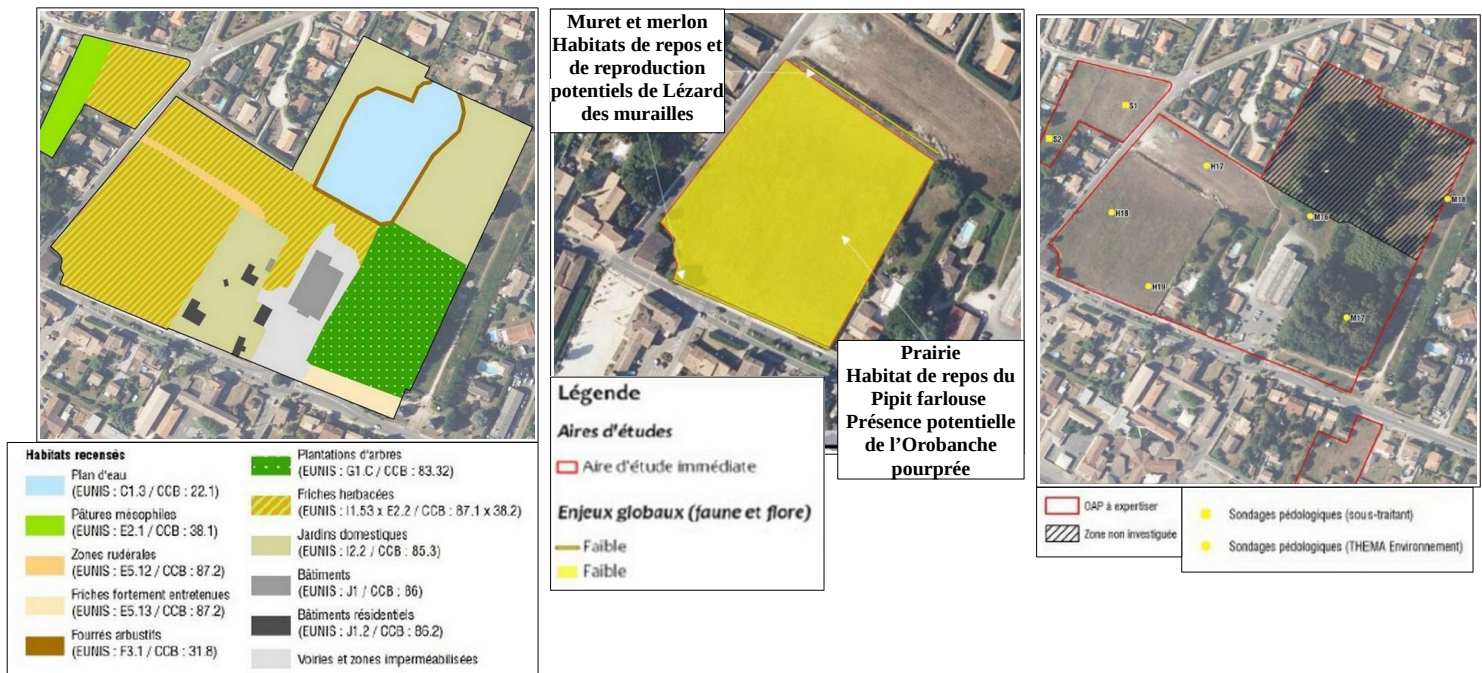 Habitats recensés
Plan d'eau
(EUNIS : C1.3 / CCB : 22.1)
Pâtures mésophiles
(EUNIS : E2.1 / CCB : 38.1)
Zones rudérales
(EUNIS : E5.12 / CCB : 87.2)
Friches fortement entretenues
(EUNIS : E5.13 / CCB : 87.2)
Fourrés arbustifs
(EUNIS : F3.1 / CCB : 31.8)
Plantations d'arbres
(EUNIS : G1.C / CCB : 83.32)
Friches herbacées
(EUNIS : I1.53 x E2.2 / CCB : 87.1 x 38.2)
Jardins domestiques
(EUNIS : I2.2 / CCB : 85.3)
Bâtiments
(EUNIS : J1 / CCB : 86)
Bâtiments résidentiels
(EUNIS : J1.2 / CCB : 86.2)
Voiries et zones imperméabilisées
Muret et merlon
Habitats de repos et
de reproduction
potentiels de Lézard
des murailles
Prairie
Habitat de repos du
Pipit farlouse
Présence potentielle
de l’Orobanche
pourprée
Légende
Aires d'études
Aire d'étude immédiate
Enjeux globaux (faune et flore)
Faible
Faible
S1
S2
H17
H18
M16
M18
H19
M17
OAP à expertiser
Zone non investiguée
Sondages pédologiques (sous-traitant)
Sondages pédologiques (THEMA Environnement)